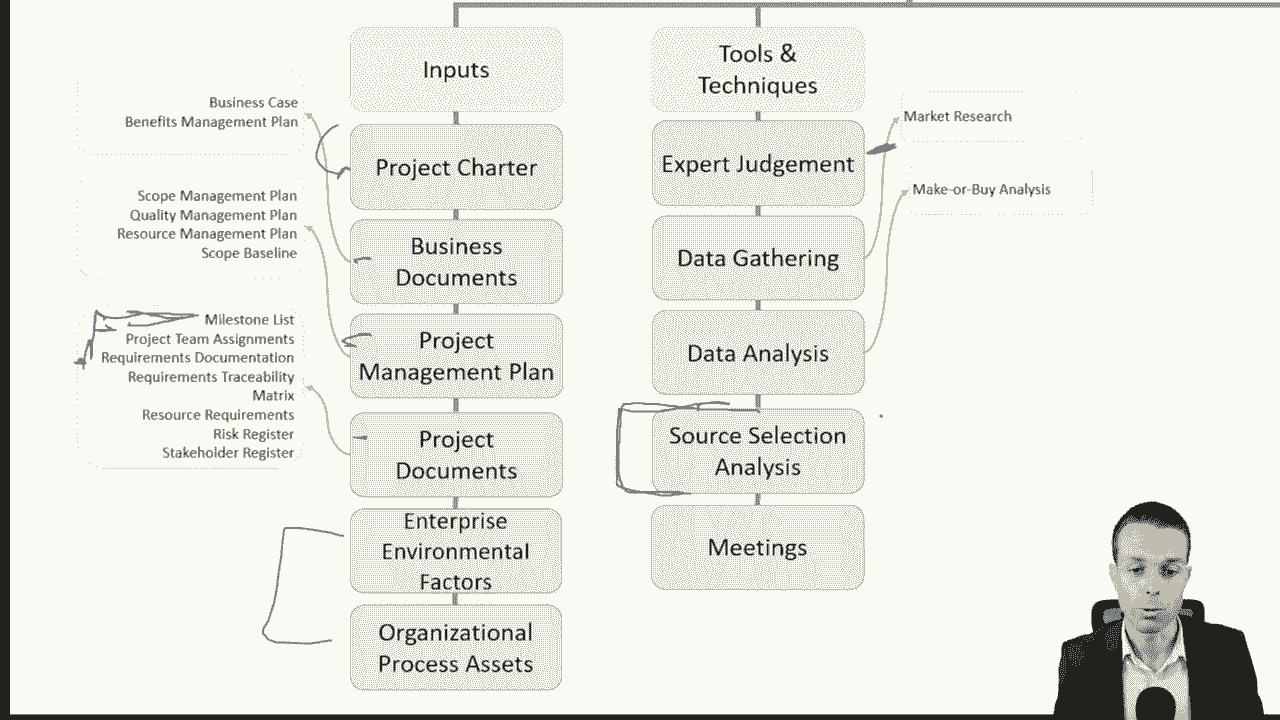 Inputs
Business Case
Benefits Management Plan
Project Charter
Scope Management Plan
Quality Management Plan
Resource Management Plan
Scope Baseline
Business
Documents
Milestone List
Project Team Assignments
Requirements Documentation
Requirements Traceability
Matrix
Resource Requirements
Risk Register
Stakeholder Register
Project
Management Plan
Project
Documents
Enterprise
Environmental
Factors
Organizational
Process Assets
Tools &
Techniques
Expert Judgement
Market Research
Data Gathering
Make-or-Buy Analysis
Data Analysis
Source Selection
Analysis
Meetings